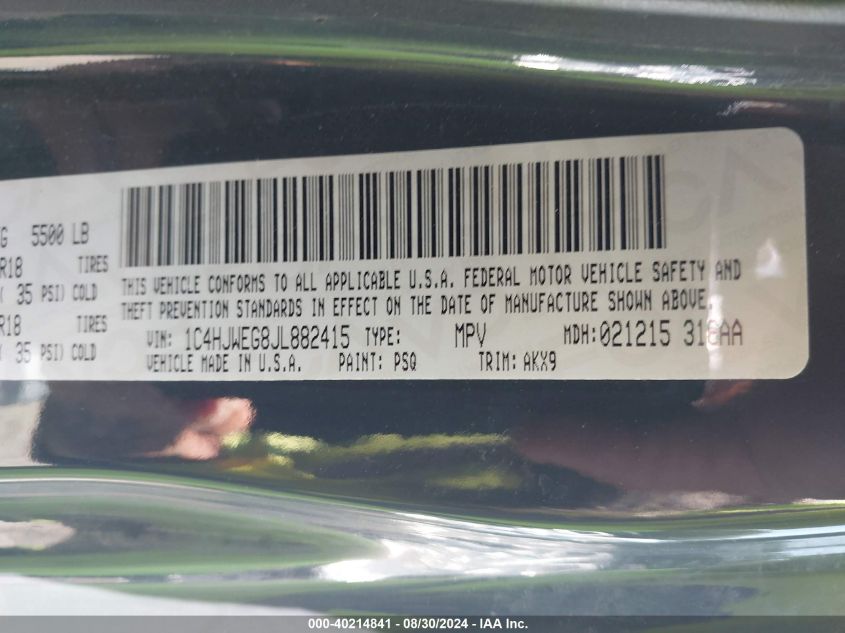 G 5500 LB
R18 TIRES
( 35 PSI) COLD
R18 TIRES
( 35 PSI) COLD
THIS VEHICLE CONFORMS TO ALL APPLICABLE U.S.A. FEDERAL MOTOR VEHICLE SAFETY AND
THEFT PREVENTION STANDARDS IN EFFECT ON THE DATE OF MANUFACTURE SHOWN ABOVE.
VIN: 1C4HJWEG8JL882415 TYPE: MPV MDH:021215
VEHICLE MADE IN U.S.A. PAINT: PSQ TRIM: AKX9
000-40214841 - 08/30/2024 - IAA Inc.